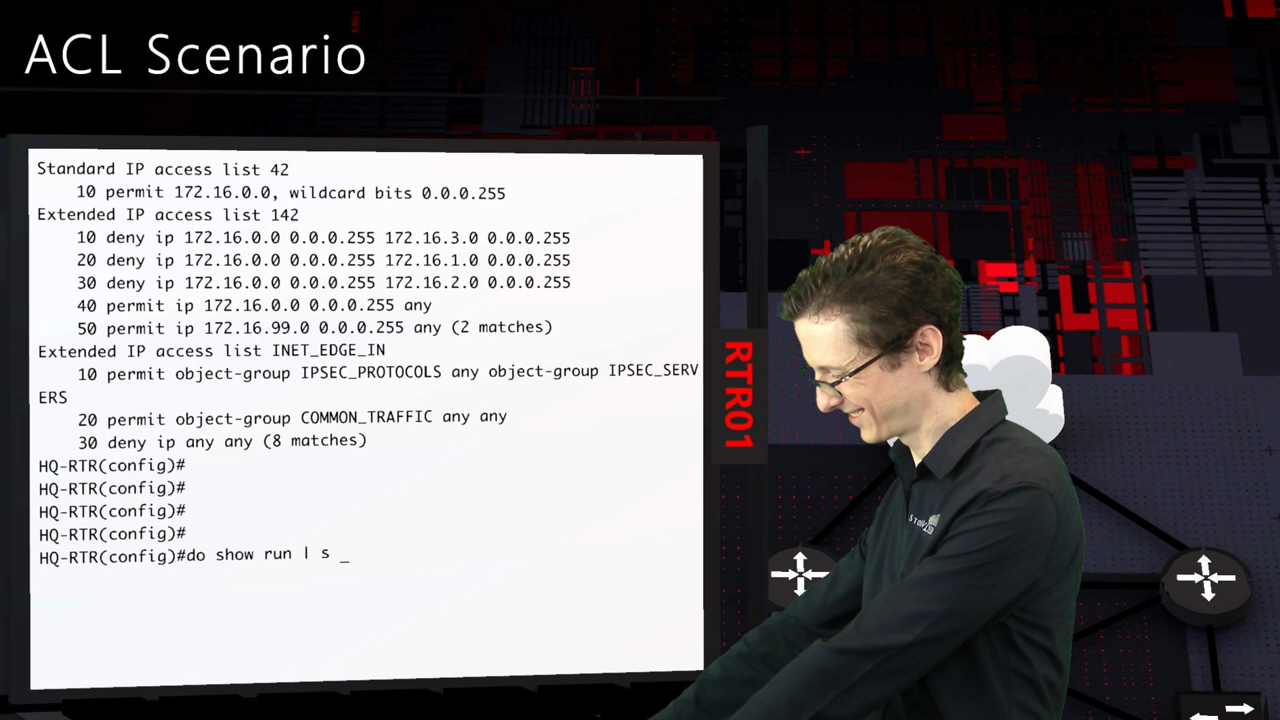 ACL Scenario
Standard IP access list 42
10 permit 172.16.0.0, wildcard bits 0.0.0.255
Extended IP access list 142
10 deny ip 172.16.0.0 0.0.0.255 172.16.3.0 0.0.0.255
20 deny ip 172.16.0.0 0.0.0.255 172.16.1.0 0.0.0.255
30 deny ip 172.16.0.0 0.0.0.255 172.16.2.0 0.0.0.255
40 permit ip 172.16.0.0 0.0.0.255 any
50 permit ip 172.16.99.0 0.0.0.255 any (2 matches)
Extended IP access list INET_EDGE_IN
10 permit object-group IPSEC_PROTOCOLS any object-group IPSEC_SERV
ERS
20 permit object-group COMMON_TRAFFIC any any
30 deny ip any any (8 matches)
HQ-RTR(config)#
HQ-RTR(config)#
HQ-RTR(config)#
HQ-RTR(config)#
HQ-RTR(config)#do show run | s _
RTR01